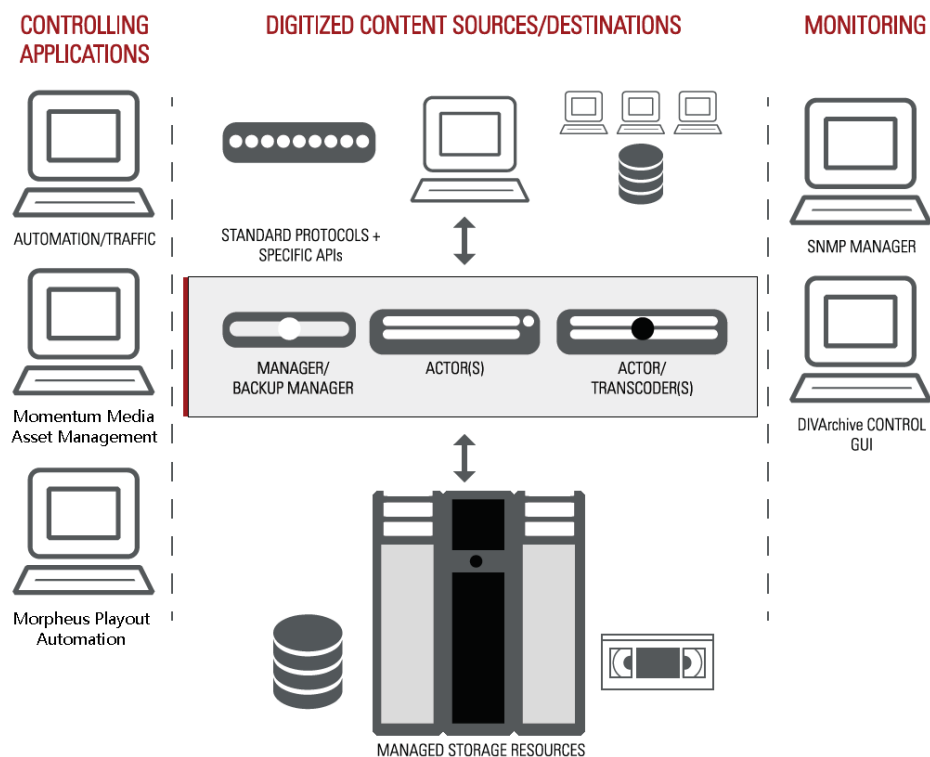 CONTROLLING
APPLICATIONS
DIGITIZED CONTENT SOURCES/DESTINATIONS
MONITORING
AUTOMATION/TRAFFIC
Momentum Media
Asset Management
Morpheus Playout
Automation
STANDARD PROTOCOLS +
SPECIFIC APIs
MANAGER/
BACKUP MANAGER
ACTOR(S)
ACTOR/
TRANSCODER(S)
MANAGED STORAGE RESOURCES
SNMP MANAGER
DIVArchive CONTROL
GUI